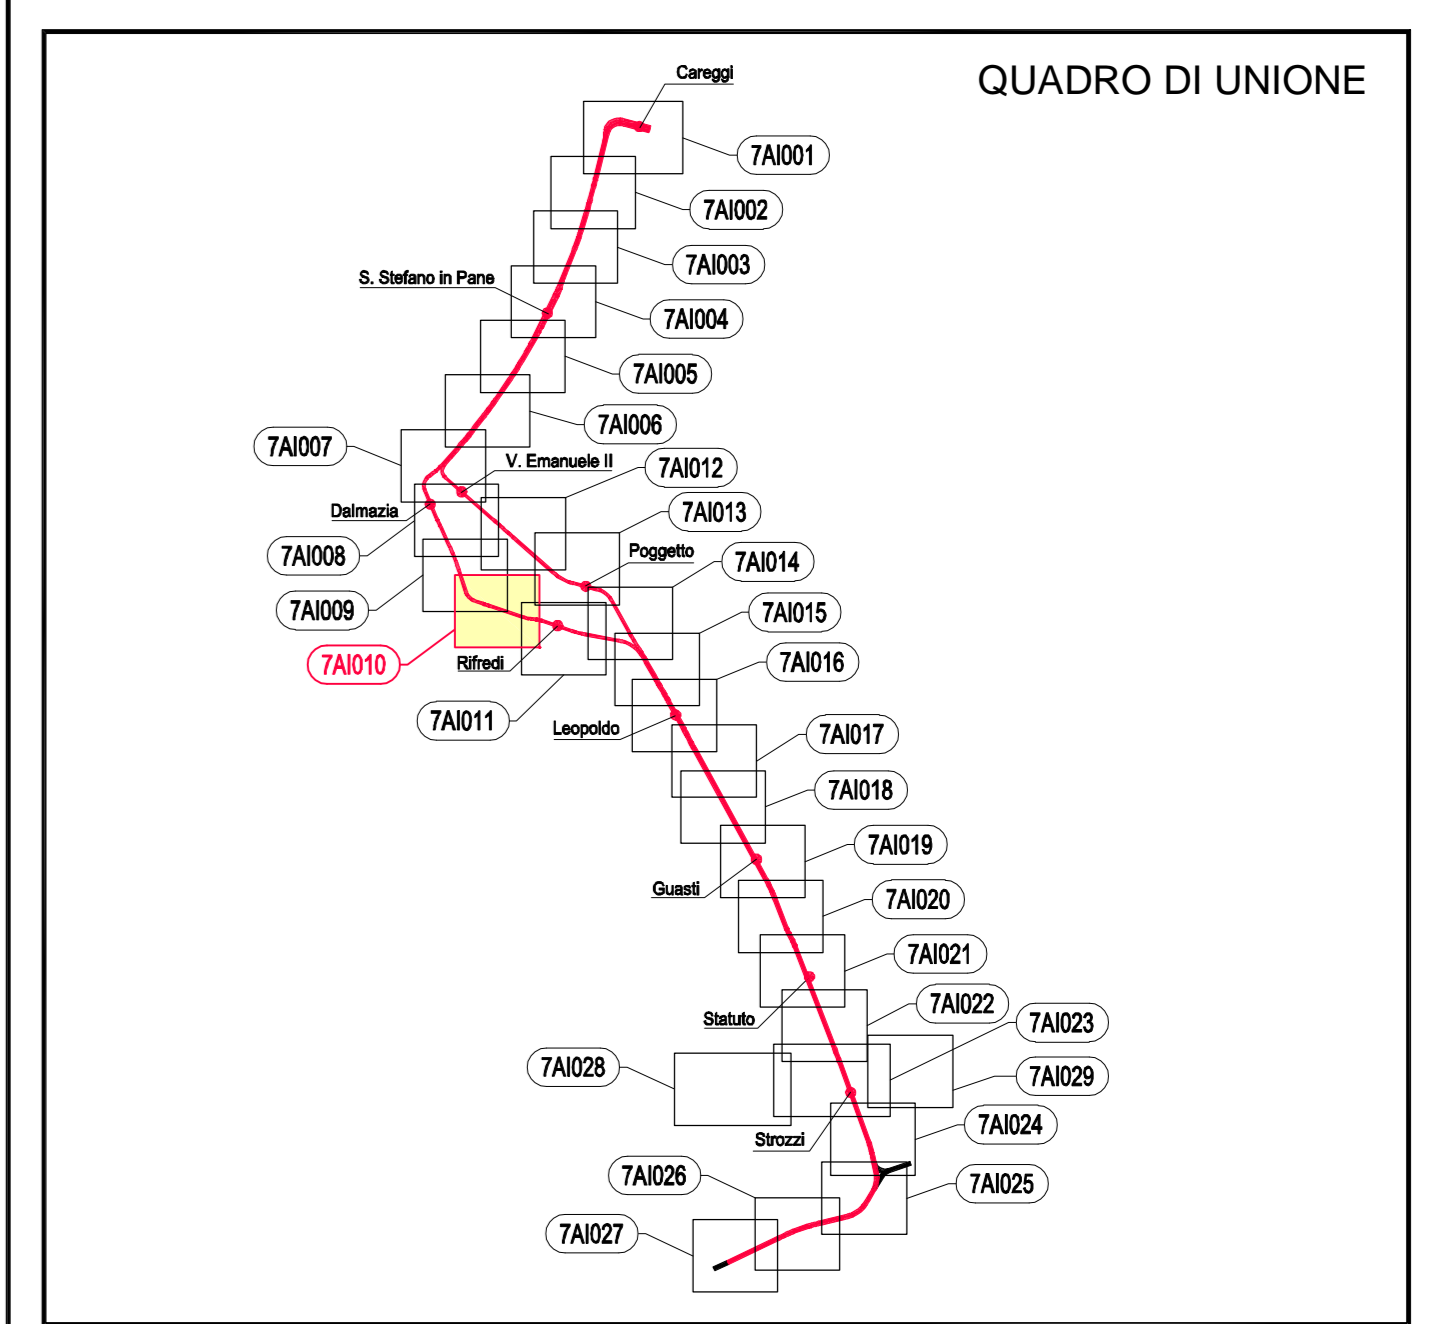 QUADRO DI UNIONE
Careggi
7AI001
7AI002
7AI003
S. Stefano in Pane
7AI004
7AI005
7AI006
7AI007
V. Emanuele II
7AI012
Dalmazia
7AI013
7AI008
Poggetto
7AI014
7AI009
7AI015
7AI010
Rifredi
7AI016
7AI011
Leopoldo
7AI017
7AI018
7AI019
Guasti
7AI020
7AI021
7AI022
Statuto
7AI023
7AI028
7AI029
7AI024
Strozzi
7AI026
7AI025
7AI027